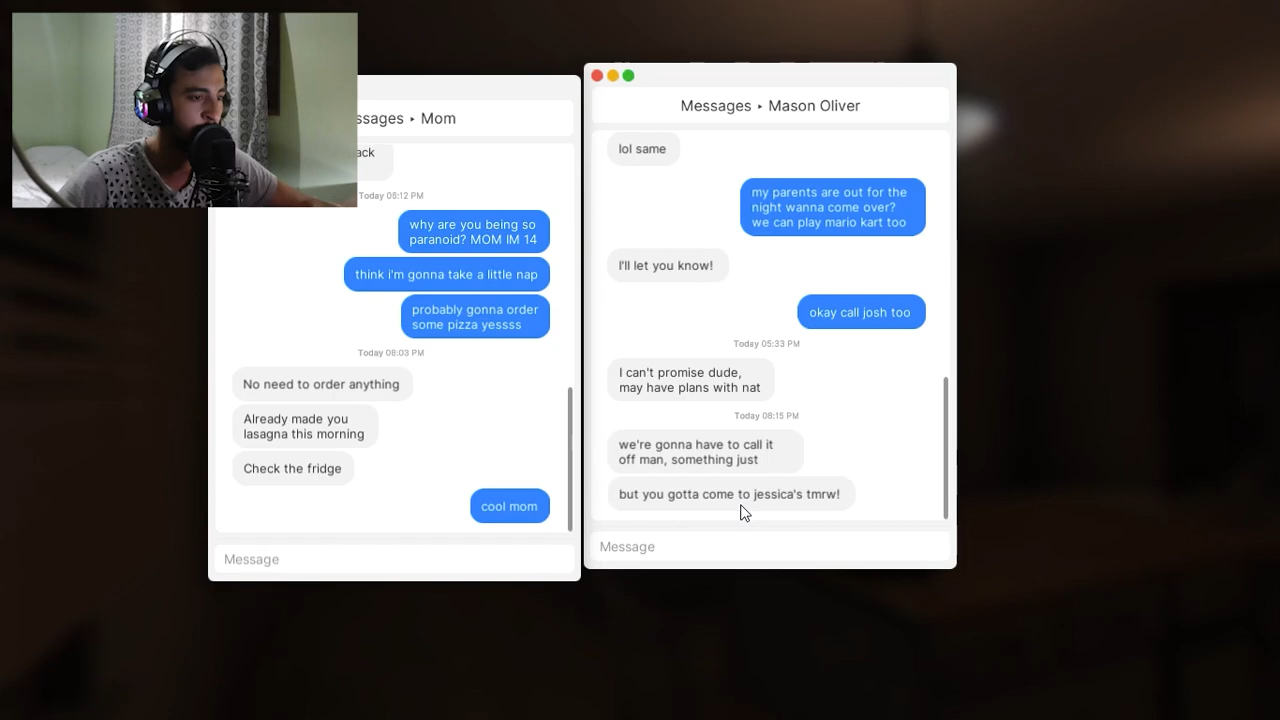 ssages ▸ Mom
ack
Today 06:12 PM
why are you being so
paranoid? MOM IM 14
think i'm gonna take a little nap
probably gonna order
some pizza yessss
Today 08:03 PM
No need to order anything
Already made you
lasagna this morning
Check the fridge
cool mom
Message
Messages ▸ Mason Oliver
lol same
my parents are out for the
night wanna come over?
we can play mario kart too
I'll let you know!
okay call josh too
Today 05:33 PM
I can't promise dude,
may have plans with nat
Today 08:15 PM
we're gonna have to call it
off man, something just
but you gotta come to jessica's tmrw!
Message